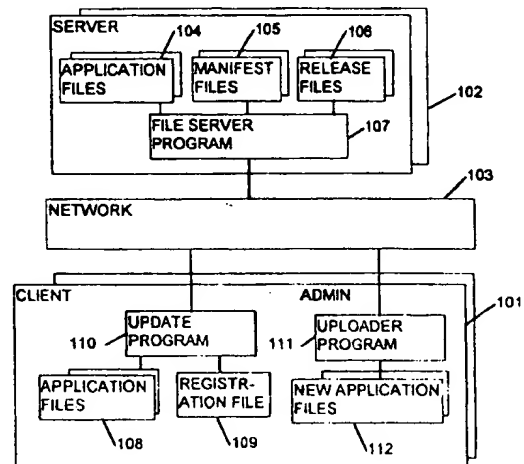 SERVER
104
105
106
APPLICATION
FILES
MANIFEST
FILES
RELEASE
FILES
102
FILE SERVER
PROGRAM
107
103
NETWORK
CLIENT
ADMIN
101
110
UPDATE
PROGRAM
111
UPLOADER
PROGRAM
APPLICATION
FILES
REGISTR-
ATION FILE
NEW APPLICATION
FILES
108
109
112